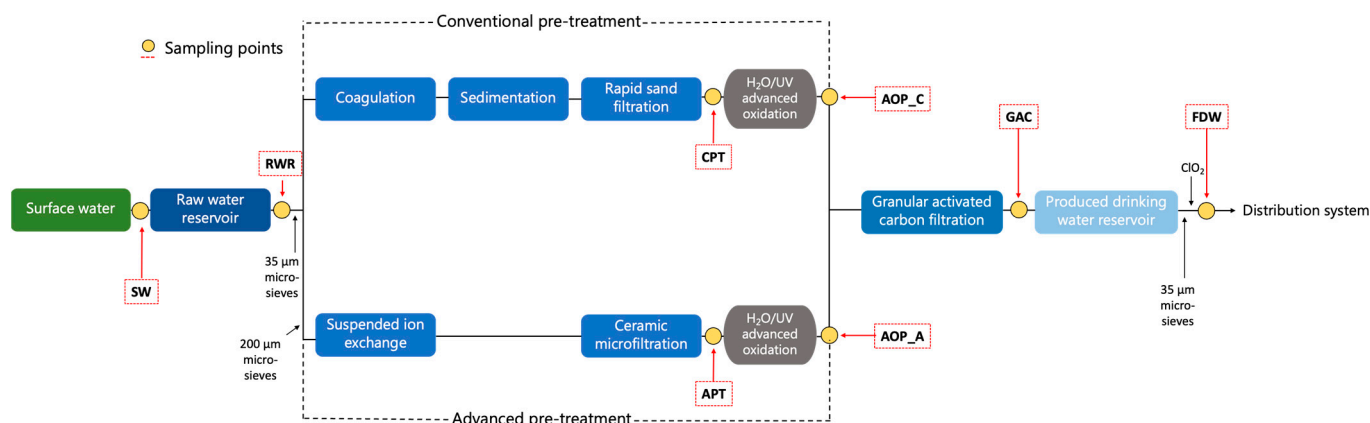 Conventional pre-treatment
Sampling points
Coagulation
Sedimentation
Rapid sand
filtration
H₂O/UV
advanced
oxidation
AOP_C
CPT
RWR
GAC
FDW
ClO₂
Surface water
Raw water
reservoir
Granular activated
carbon filtration
Produced drinking
water reservoir
Distribution system
SW
35 µm
micro-
sieves
35 µm
micro-
sieves
200 µm
micro-
sieves
Suspended ion
exchange
Ceramic
microfiltration
H₂O/UV
advanced
oxidation
AOP_A
APT
Advanced pre-treatment